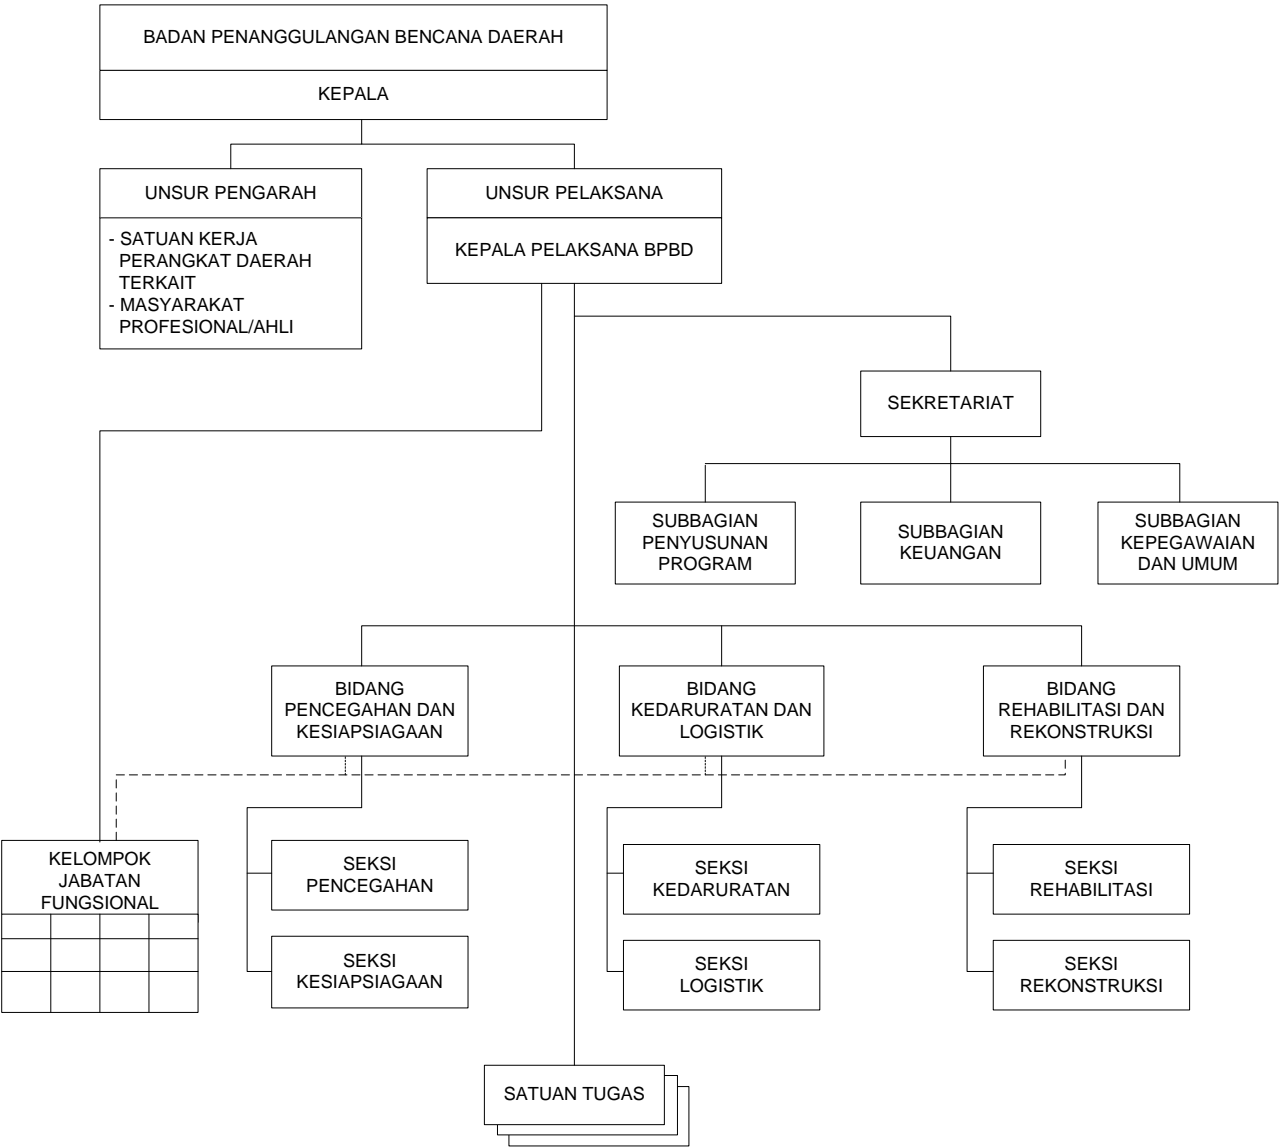 BADAN PENANGGULANGAN BENCANA DAERAH
KEPALA
UNSUR PENGARAH
- SATUAN KERJA
PERANGKAT DAERAH
TERKAIT
- MASYARAKAT
PROFESIONAL/AHLI
UNSUR PELAKSANA
KEPALA PELAKSANA BPBD
SEKRETARIAT
SUBBAGIAN
PENYUSUNAN
PROGRAM
SUBBAGIAN
KEUANGAN
SUBBAGIAN
KEPEGAWAIAN
DAN UMUM
BIDANG
PENCEGAHAN DAN
KESIAPSIAGAAN
BIDANG
KEDARURATAN DAN
LOGISTIK
BIDANG
REHABILITASI DAN
REKONSTRUKSI
KELOMPOK
JABATAN
FUNGSIONAL
SEKSI
PENCEGAHAN
SEKSI
KESIAPSIAGAAN
SEKSI
KEDARURATAN
SEKSI
LOGISTIK
SEKSI
REHABILITASI
SEKSI
REKONSTRUKSI
SATUAN TUGAS